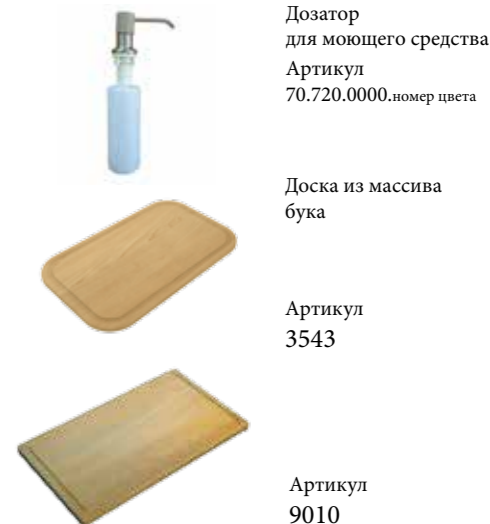 Дозатор
для моющего средства
Артикул
70.720.0000.номер цвета
Доска из массива
бука
Артикул
3543
Артикул
9010